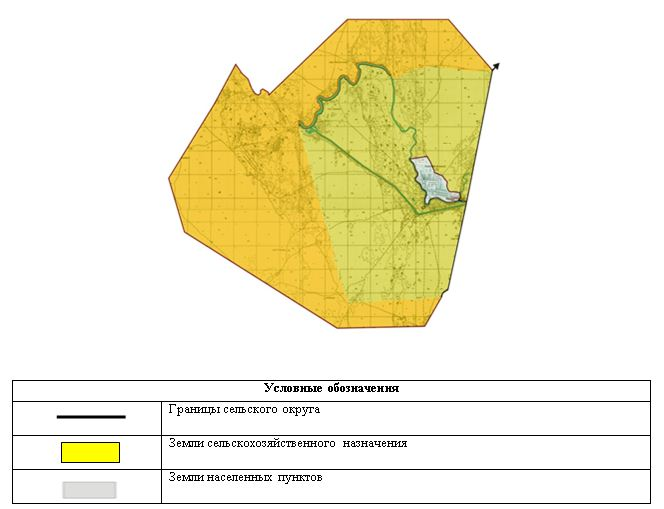 Условные обозначения
Границы сельского округа
Земли сельскохозяйственного назначения
Земли населенных пунктов